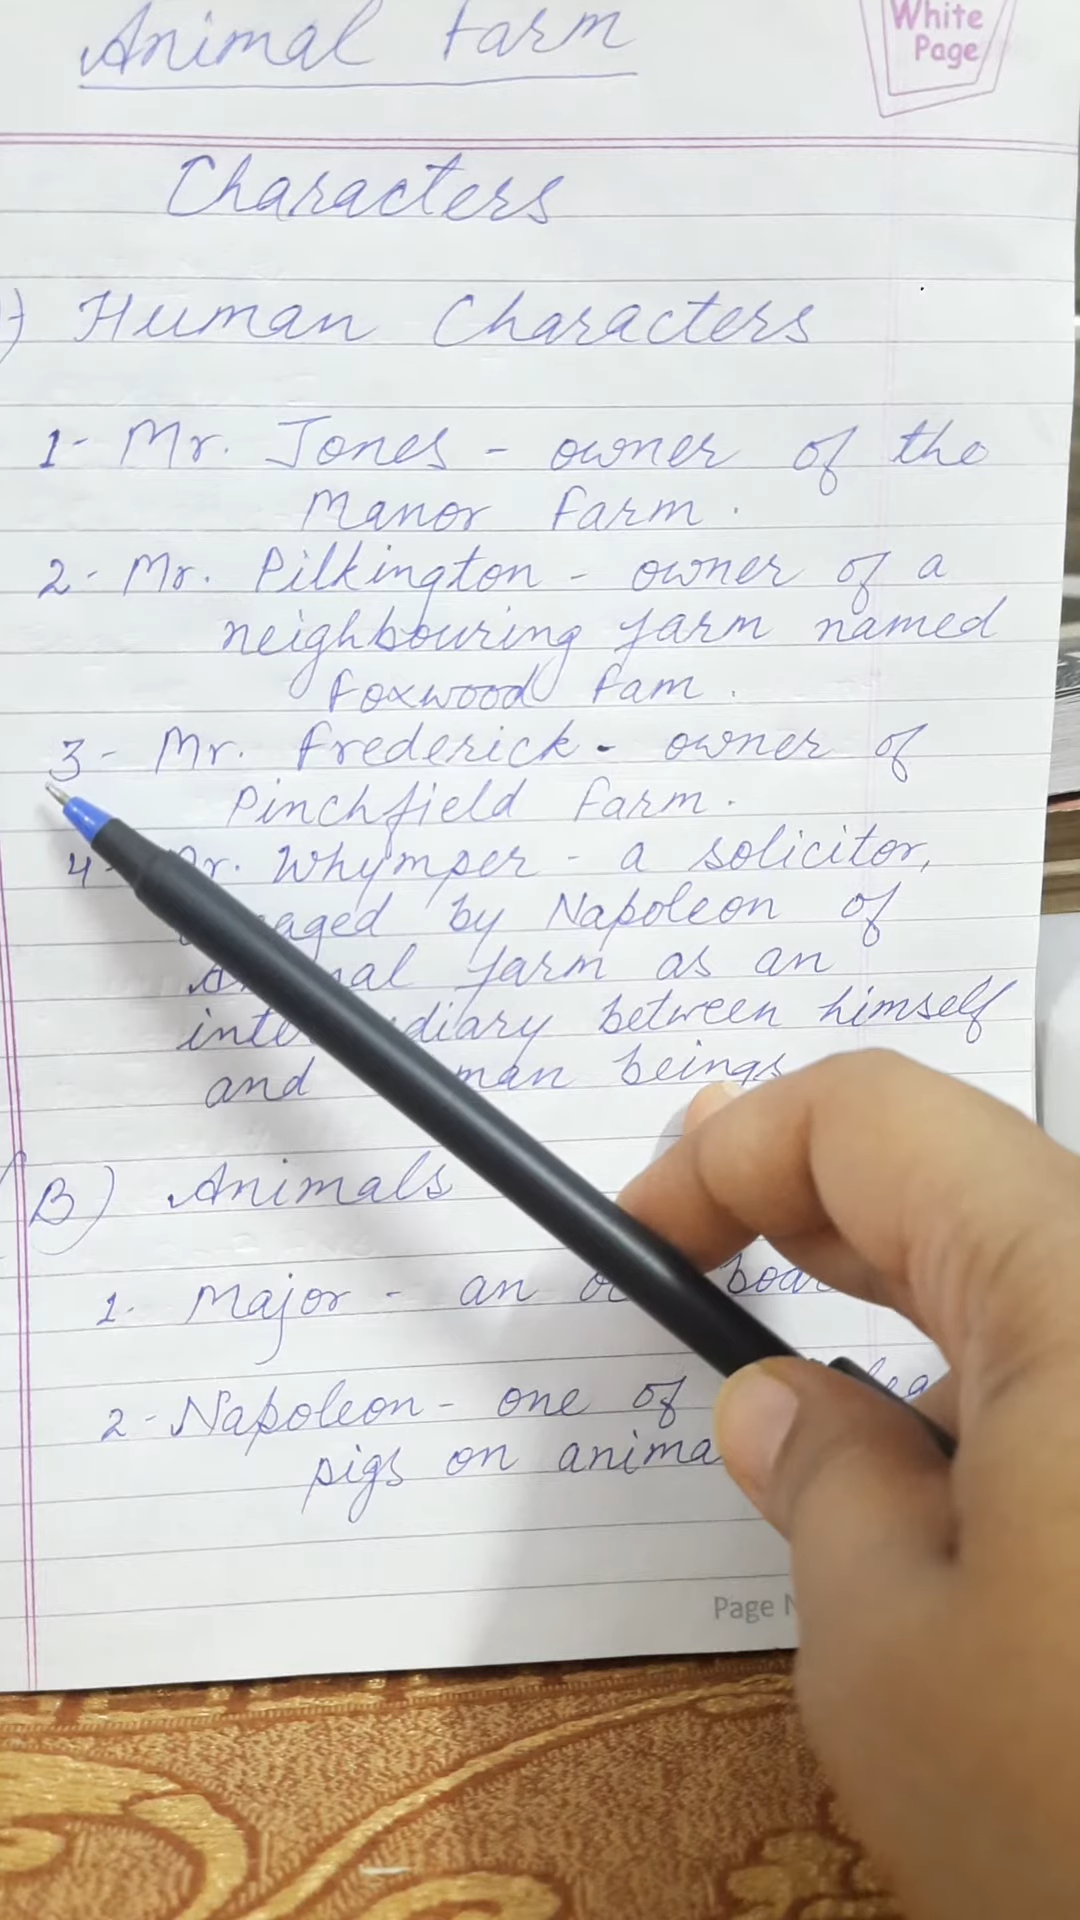 Animal Farm
White
Page
Characters
) Human Characters
1- Mr. Jones - owner of the
Manor Farm.
2- Mr. Pilkington - owner of a
neighbouring farm named
Foxwood Fam.
3- Mr. Frederick - owner of
Pinchfield Farm.
4- Whymper - a solicitor,
by Napoleon of
farm as an
between himself
and beings
B) Animals
1. Major - an
2- Napoleon - one of
pigs on
Page